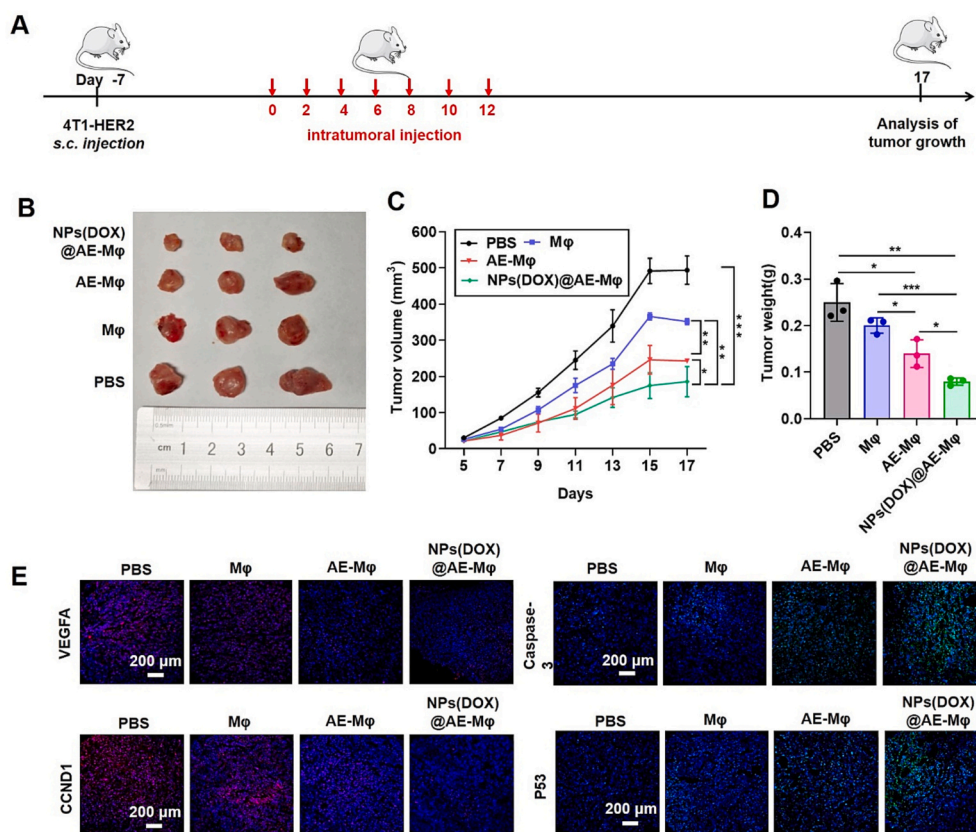 A
Day -7
17
0 2 4 6 8 10 12
4T1-HER2
s.c. injection
intratumoral injection
Analysis of
tumor growth
B
NPs(DOX)
@AE-Mφ
AE-Mφ
Mφ
PBS
0.5mm
cm 1 2 3 4 5 6 7
C
PBS Mφ
AE-Mφ
NPs(DOX)@AE-Mφ
Tumor volume (mm³)
600
500
400
300
200
100
0
5 7 9 11 13 15 17
Days
***
**
**
*
D
Tumor weight(g)
0.4
0.3
0.2
0.1
0.0
**
*
***
*
*
PBS
Mφ
AE-Mφ
NPs(DOX)@AE-Mφ
E
PBS Mφ AE-Mφ NPs(DOX)
@AE-Mφ
VEGFA
200 µm
PBS Mφ AE-Mφ NPs(DOX)
@AE-Mφ
Caspase-
3
200 µm
PBS Mφ AE-Mφ NPs(DOX)
@AE-Mφ
CCND1
200 µm
PBS Mφ AE-Mφ NPs(DOX)
@AE-Mφ
P53
200 µm